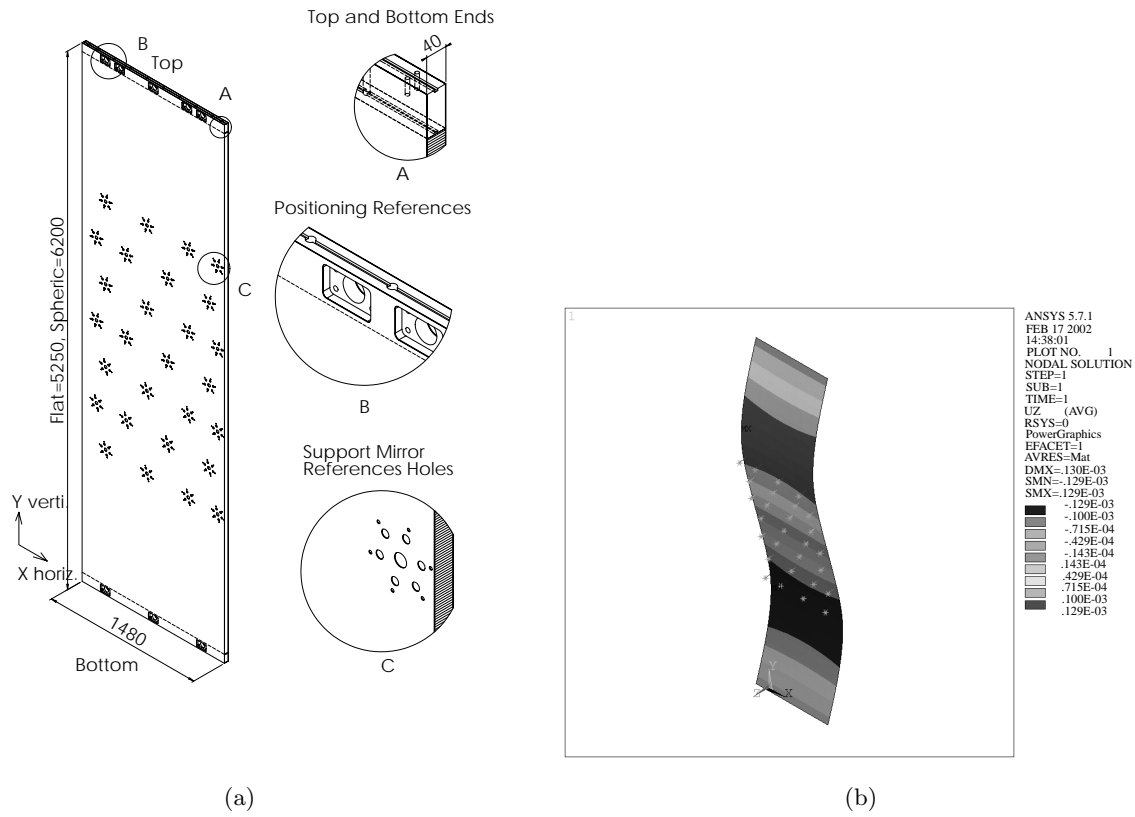 Top and Bottom Ends
40
B
Top
A
A
Positioning References
Flat=5250, Spheric=6200
C
B
Support Mirror
References Holes
Y verti.
X horiz.
1480
Bottom
C
(a)
1
MX
Y
Z
X
ANSYS 5.7.1
FEB 17 2002
14:38:01
PLOT NO. 1
NODAL SOLUTION
STEP=1
SUB=1
TIME=1
UZ (AVG)
RSYS=0
PowerGraphics
EFACET=1
AVRES=Mat
DMX=.130E-03
SMN=-.129E-03
SMX=.129E-03
-.129E-03
-.100E-03
-.715E-04
-.429E-04
-.143E-04
.143E-04
.429E-04
.715E-04
.100E-03
.129E-03
(b)